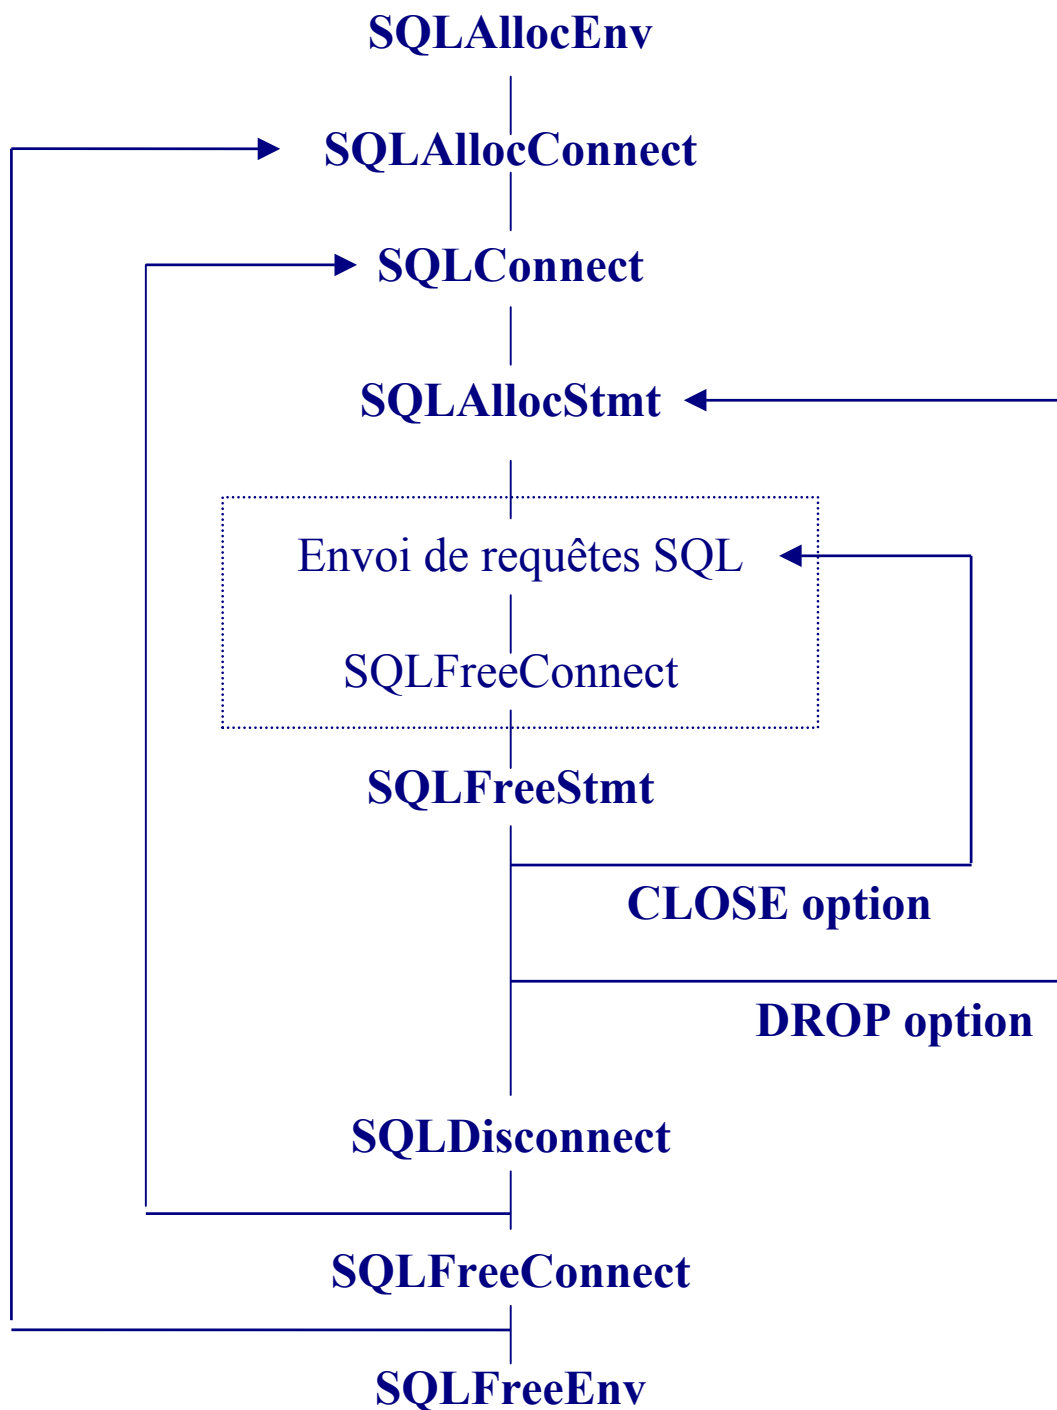 SQLAllocEnv
SQLAllocConnect
SQLConnect
SQLAllocStmt
Envoi de requêtes SQL
SQLFreeConnect
SQLFreeStmt
CLOSE option
DROP option
SQLDisconnect
SQLFreeConnect
SQLFreeEnv